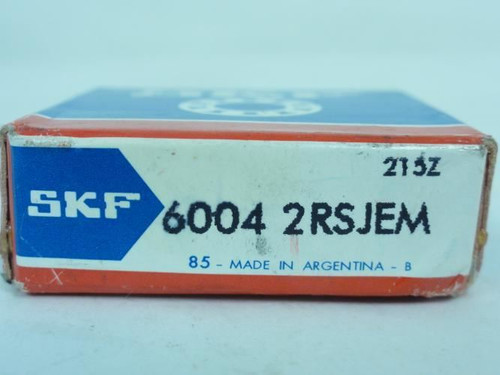 215Z
SKF
6004 2RSJEM
85 - MADE IN ARGENTINA - B